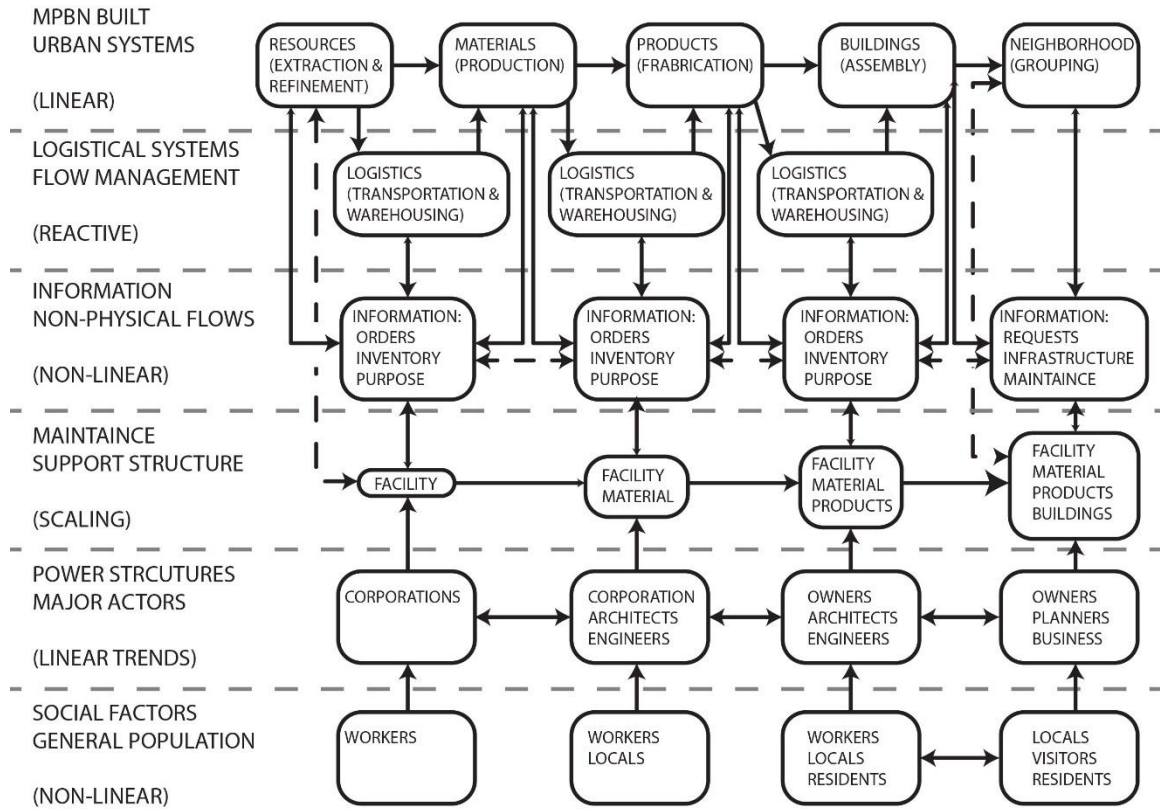 MPBN BUILT
URBAN SYSTEMS
(LINEAR)
RESOURCES
(EXTRACTION &
REFINEMENT)
MATERIALS
(PRODUCTION)
PRODUCTS
(FRABRICATION)
BUILDINGS
(ASSEMBLY)
NEIGHBORHOOD
(GROUPING)
LOGISTICAL SYSTEMS
FLOW MANAGEMENT
(REACTIVE)
LOGISTICS
(TRANSPORTATION &
WAREHOUSING)
LOGISTICS
(TRANSPORTATION &
WAREHOUSING)
LOGISTICS
(TRANSPORTATION &
WAREHOUSING)
INFORMATION
NON-PHYSICAL FLOWS
(NON-LINEAR)
INFORMATION:
ORDERS
INVENTORY
PURPOSE
INFORMATION:
ORDERS
INVENTORY
PURPOSE
INFORMATION:
ORDERS
INVENTORY
PURPOSE
INFORMATION:
REQUESTS
INFRASTRUCTURE
MAINTAINCE
MAINTAINCE
SUPPORT STRUCTURE
(SCALING)
FACILITY
FACILITY
MATERIAL
FACILITY
MATERIAL
PRODUCTS
FACILITY
MATERIAL
PRODUCTS
BUILDINGS
POWER STRCUTURES
MAJOR ACTORS
(LINEAR TRENDS)
CORPORATIONS
CORPORATION
ARCHITECTS
ENGINEERS
OWNERS
ARCHITECTS
ENGINEERS
OWNERS
PLANNERS
BUSINESS
SOCIAL FACTORS
GENERAL POPULATION
(NON-LINEAR)
WORKERS
WORKERS
LOCALS
WORKERS
LOCALS
RESIDENTS
LOCALS
VISITORS
RESIDENTS